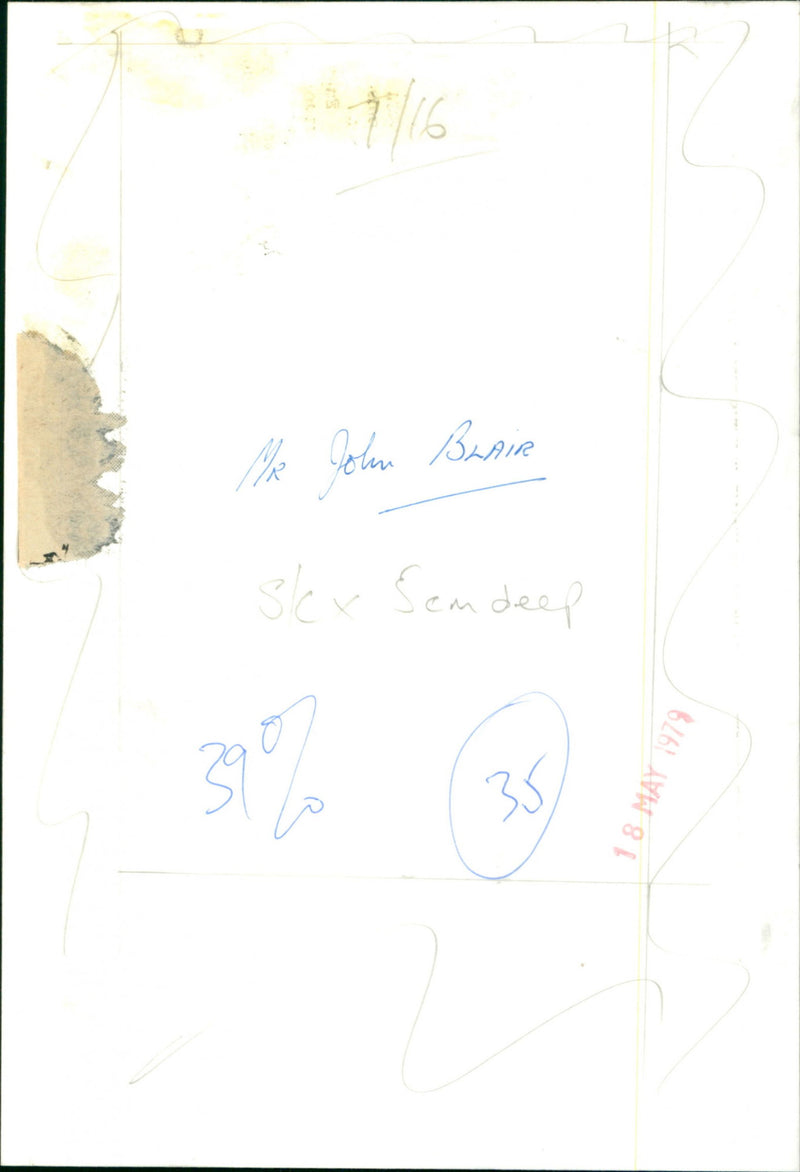 7/16
Mr John BLAIR
S/c x 5cm deep
39%
35
18 MAY 1979